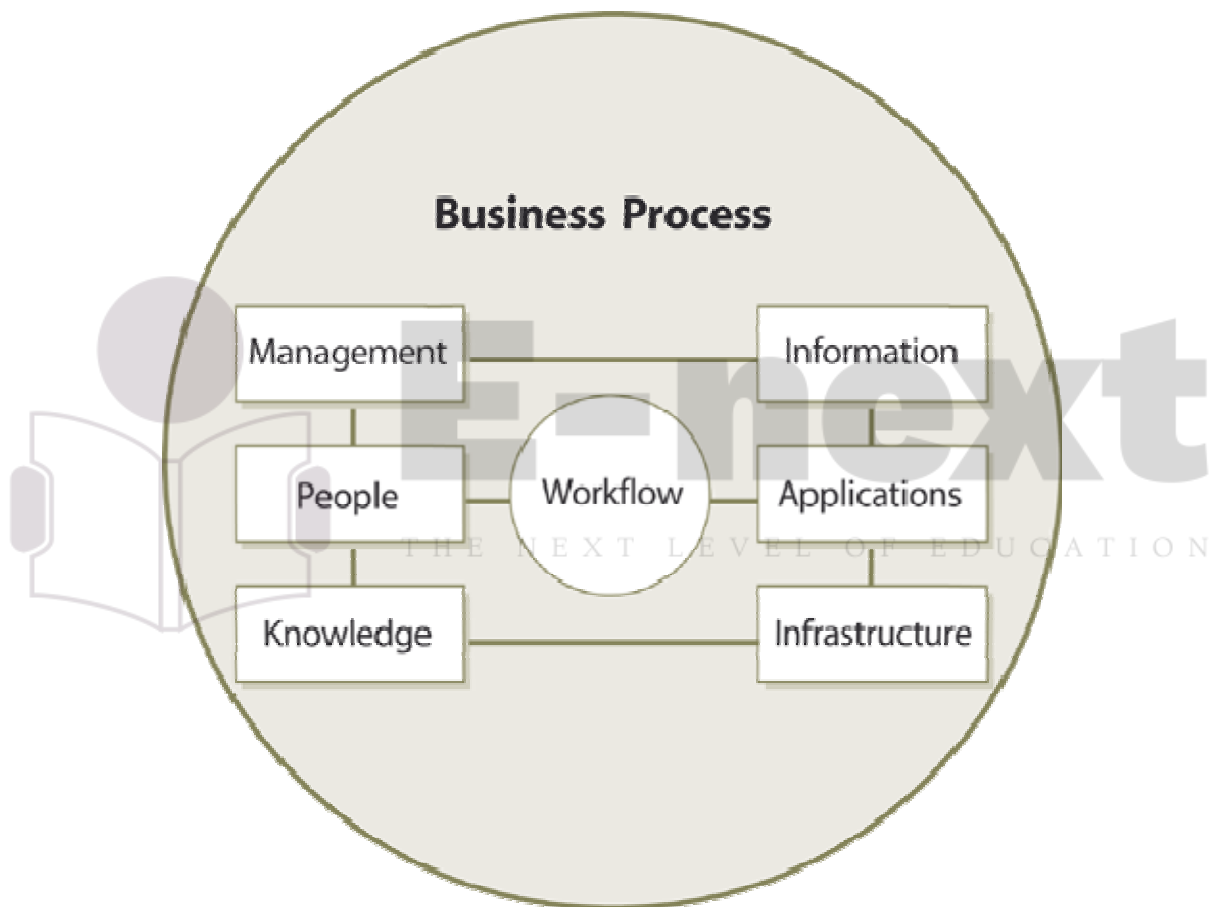 Business Process
Management
Information
E-next
People
Workflow
Applications
THE NEXT LEVEL OF EDUCATION
Knowledge
Infrastructure